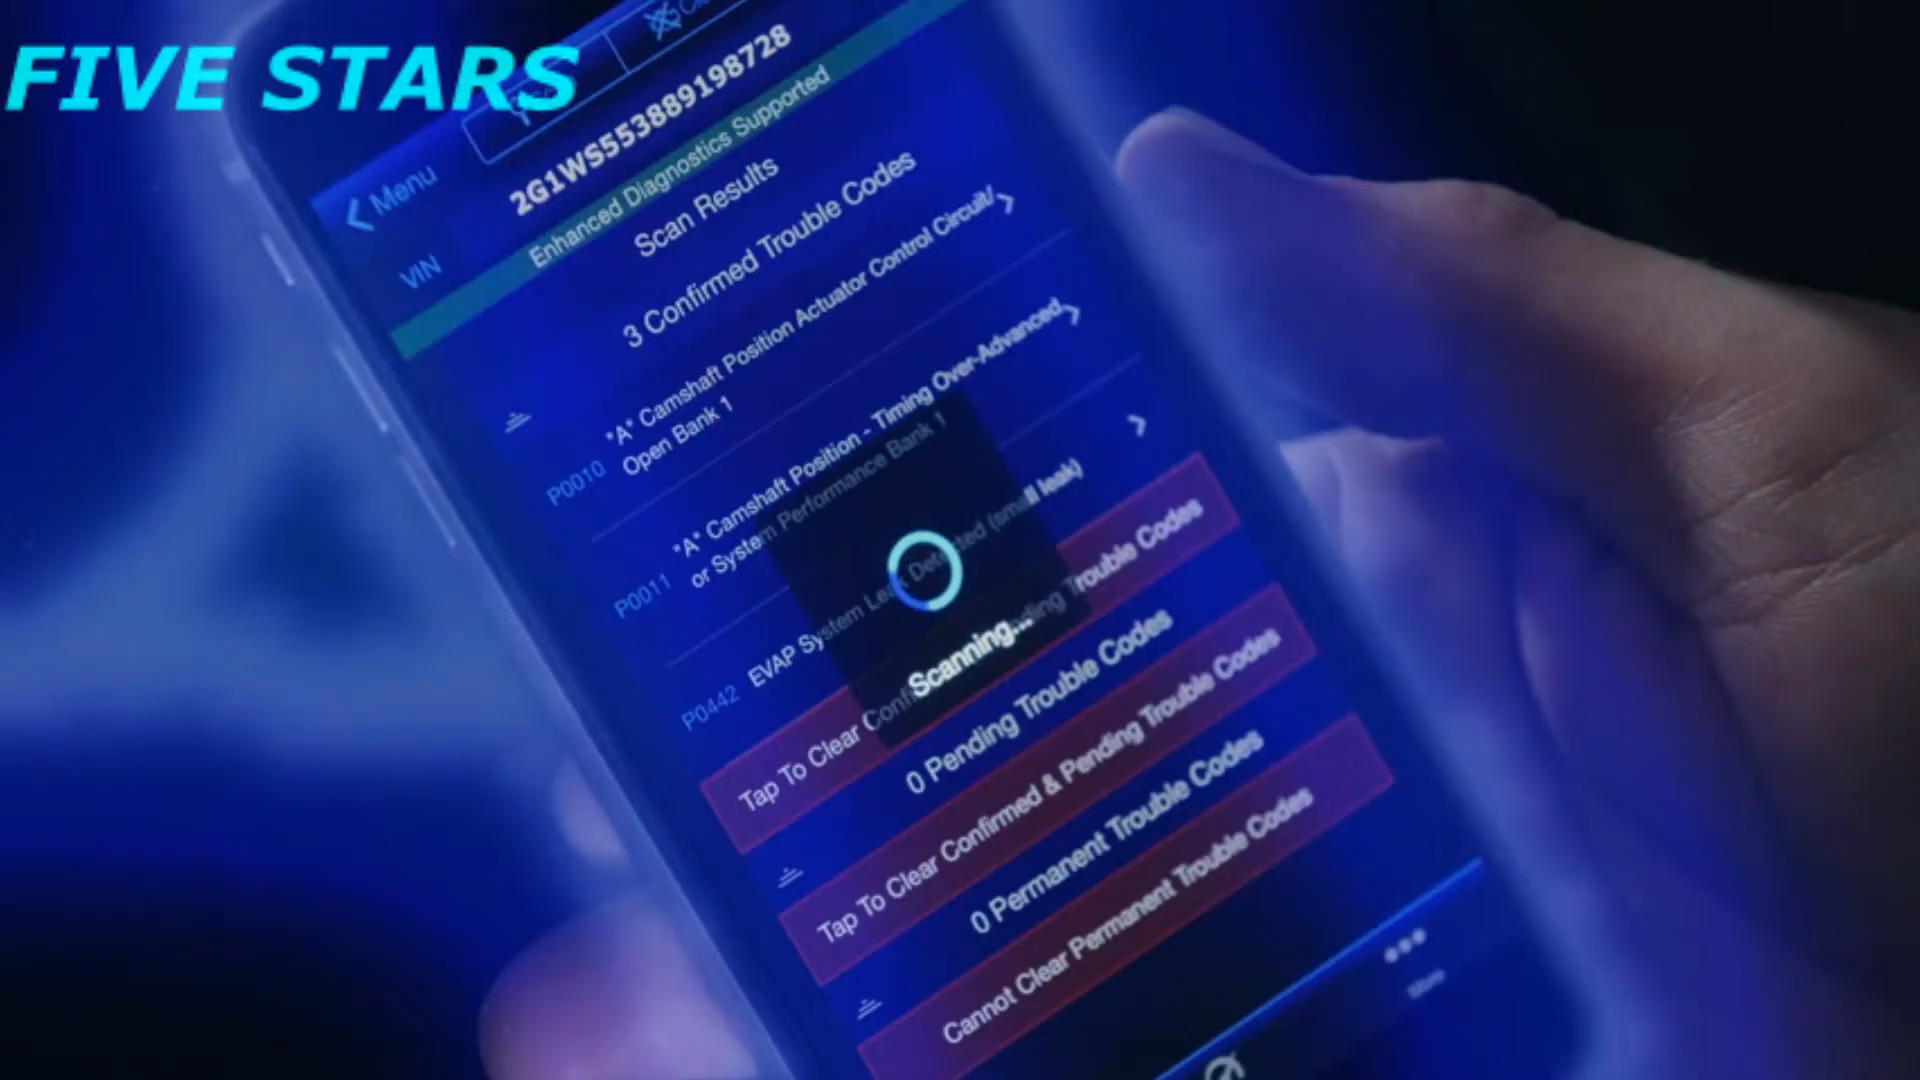 FIVE STARS
Menu
VIN
2G1WS553889198728
Enhanced Diagnostics Supported
Scan Results
3 Confirmed Trouble Codes
P0010
"A" Camshaft Position Actuator Control Circuit/
Open Bank 1
P0011
"A" Camshaft Position - Timing Over-Advanced
or System Performance Bank 1
P0442
EVAP System Leak Detected (small leak)
Scanning...
Tap To Clear Confi ding Trouble Codes
0 Pending Trouble Codes
Tap To Clear Confirmed & Pending Trouble Codes
0 Permanent Trouble Codes
Cannot Clear Permanent Trouble Codes